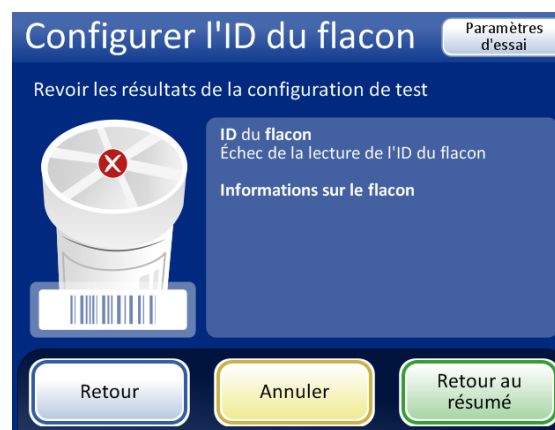 Configurer l'ID du flacon
Paramètres
d'essai
Revoir les résultats de la configuration de test
ID du flacon
Échec de la lecture de l'ID du flacon
Informations sur le flacon
Retour
Annuler
Retour au
résumé